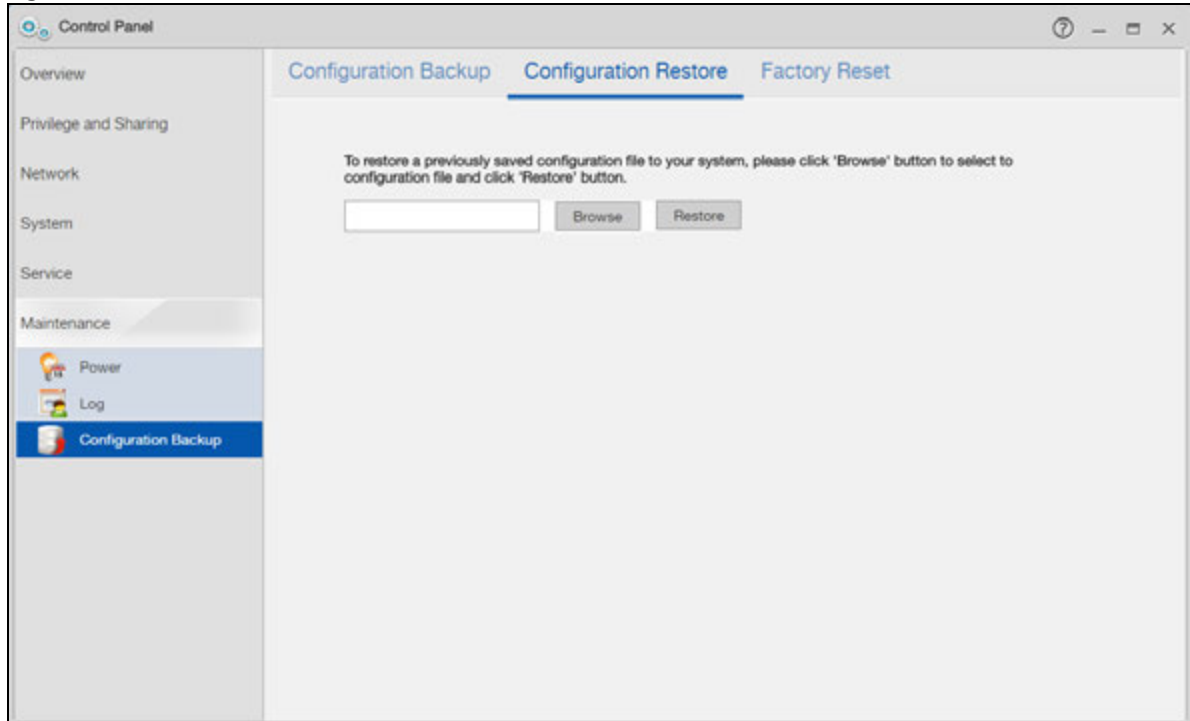 Control Panel
Overview
Privilege and Sharing
Network
System
Service
Maintenance
Power
Log
Configuration Backup
Configuration Backup Configuration Restore Factory Reset
To restore a previously saved configuration file to your system, please click 'Browse' button to select to
configuration file and click 'Restore' button.
Browse Restore